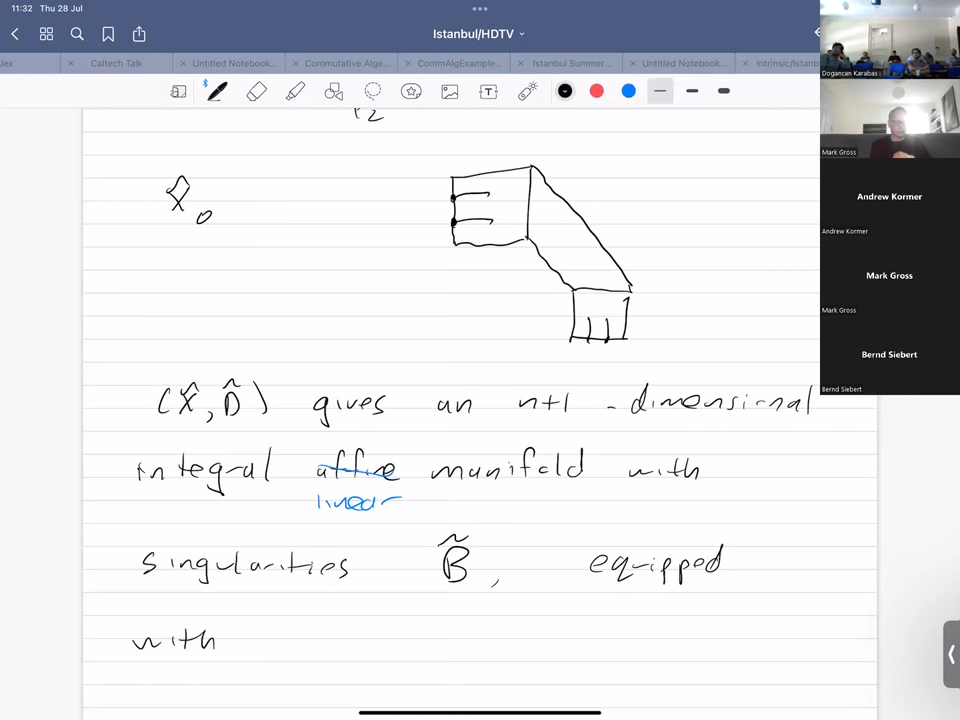 11:32 Thu 28 Jul
Istanbul/HDTV
Caltech Talk
Untitled Notebook...
Commutative Alge...
CommAlgExample...
Istanbul Summer...
Untitled Notebook...
Intrinsic/Istanb
Dogancan Karabas
Mark Gross
Andrew Kormer
Andrew Kormer
Mark Gross
Mark Gross
Bernd Siebert
Bernd Siebert
(X̃, D̃) gives an n+1-dimensional
integral affine manifold with
linear
singularities B̃, equipped
with